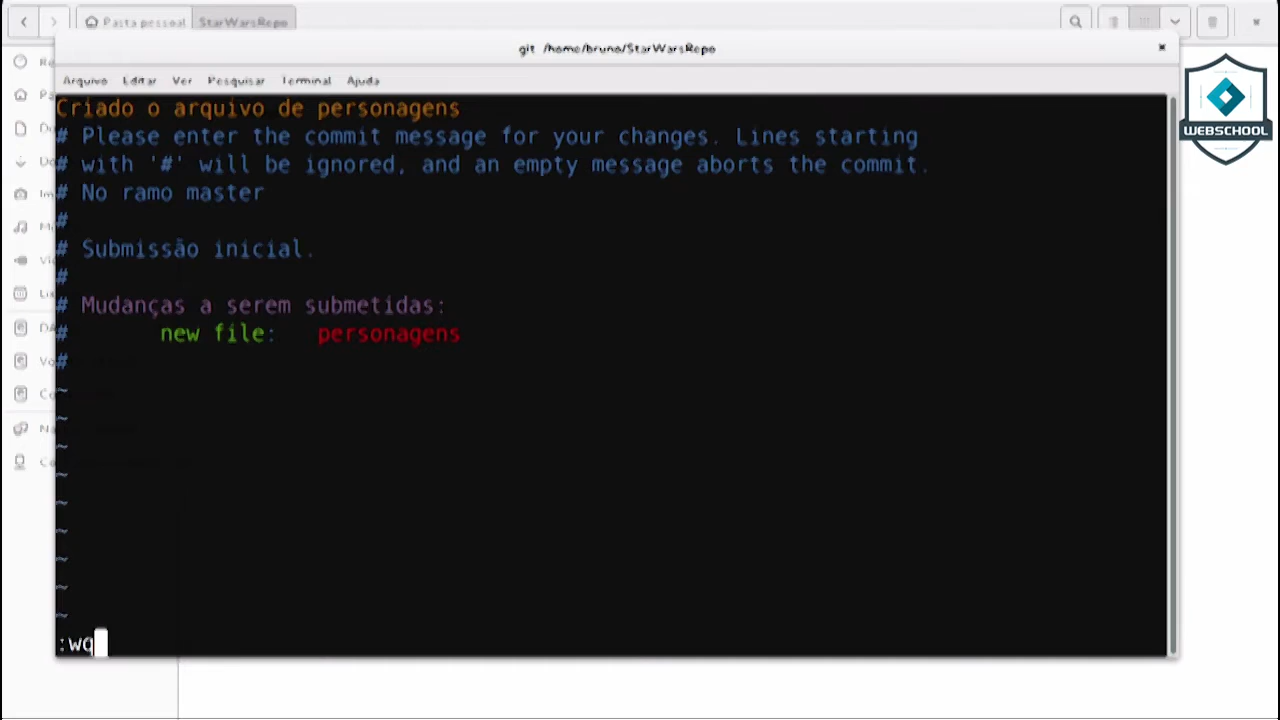 Pasta pessoal StarWarsRepo
git /home/bruno/StarWarsRepo
Arquivo Editar Ver Pesquisar Terminal Ajuda
Criado o arquivo de personagens
# Please enter the commit message for your changes. Lines starting
# with '#' will be ignored, and an empty message aborts the commit.
# No ramo master
#
# Submissão inicial.
#
# Mudanças a serem submetidas:
# new file: personagens
#
~
~
~
~
~
~
~
~
~
:wq
WEBSCHOOL